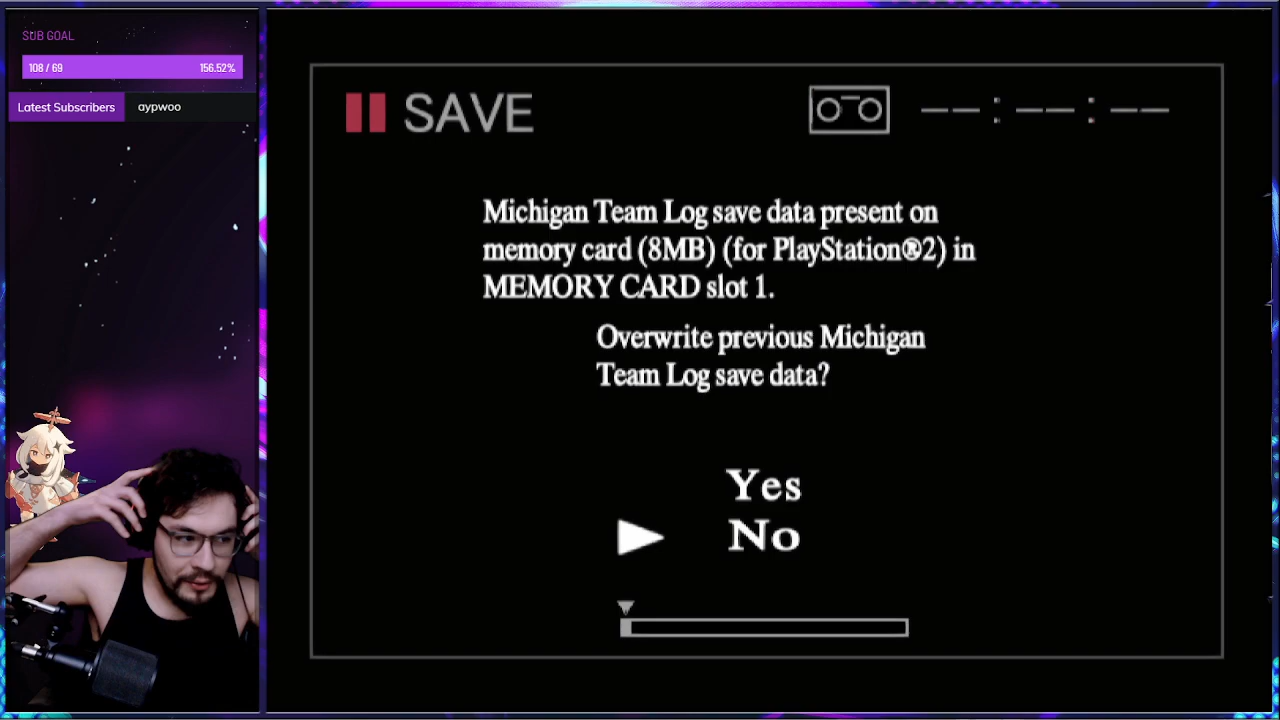 SUB GOAL
108 / 69 156.52%
Latest Subscribers aypwoo
SAVE --:--:--
Michigan Team Log save data present on
memory card (8MB) (for PlayStation®2) in
MEMORY CARD slot 1.
Overwrite previous Michigan
Team Log save data?
Yes
No